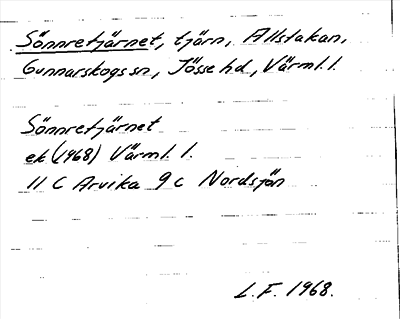 Sönnretjärnet, tjärn, Allstakan,
Gunnarskogs sn, Jösse hd, Värml. l.
Sönnretjärnet
ek (1968) Värml. l.
11 C Arvika 9 c Nordsjön
L.F. 1968.